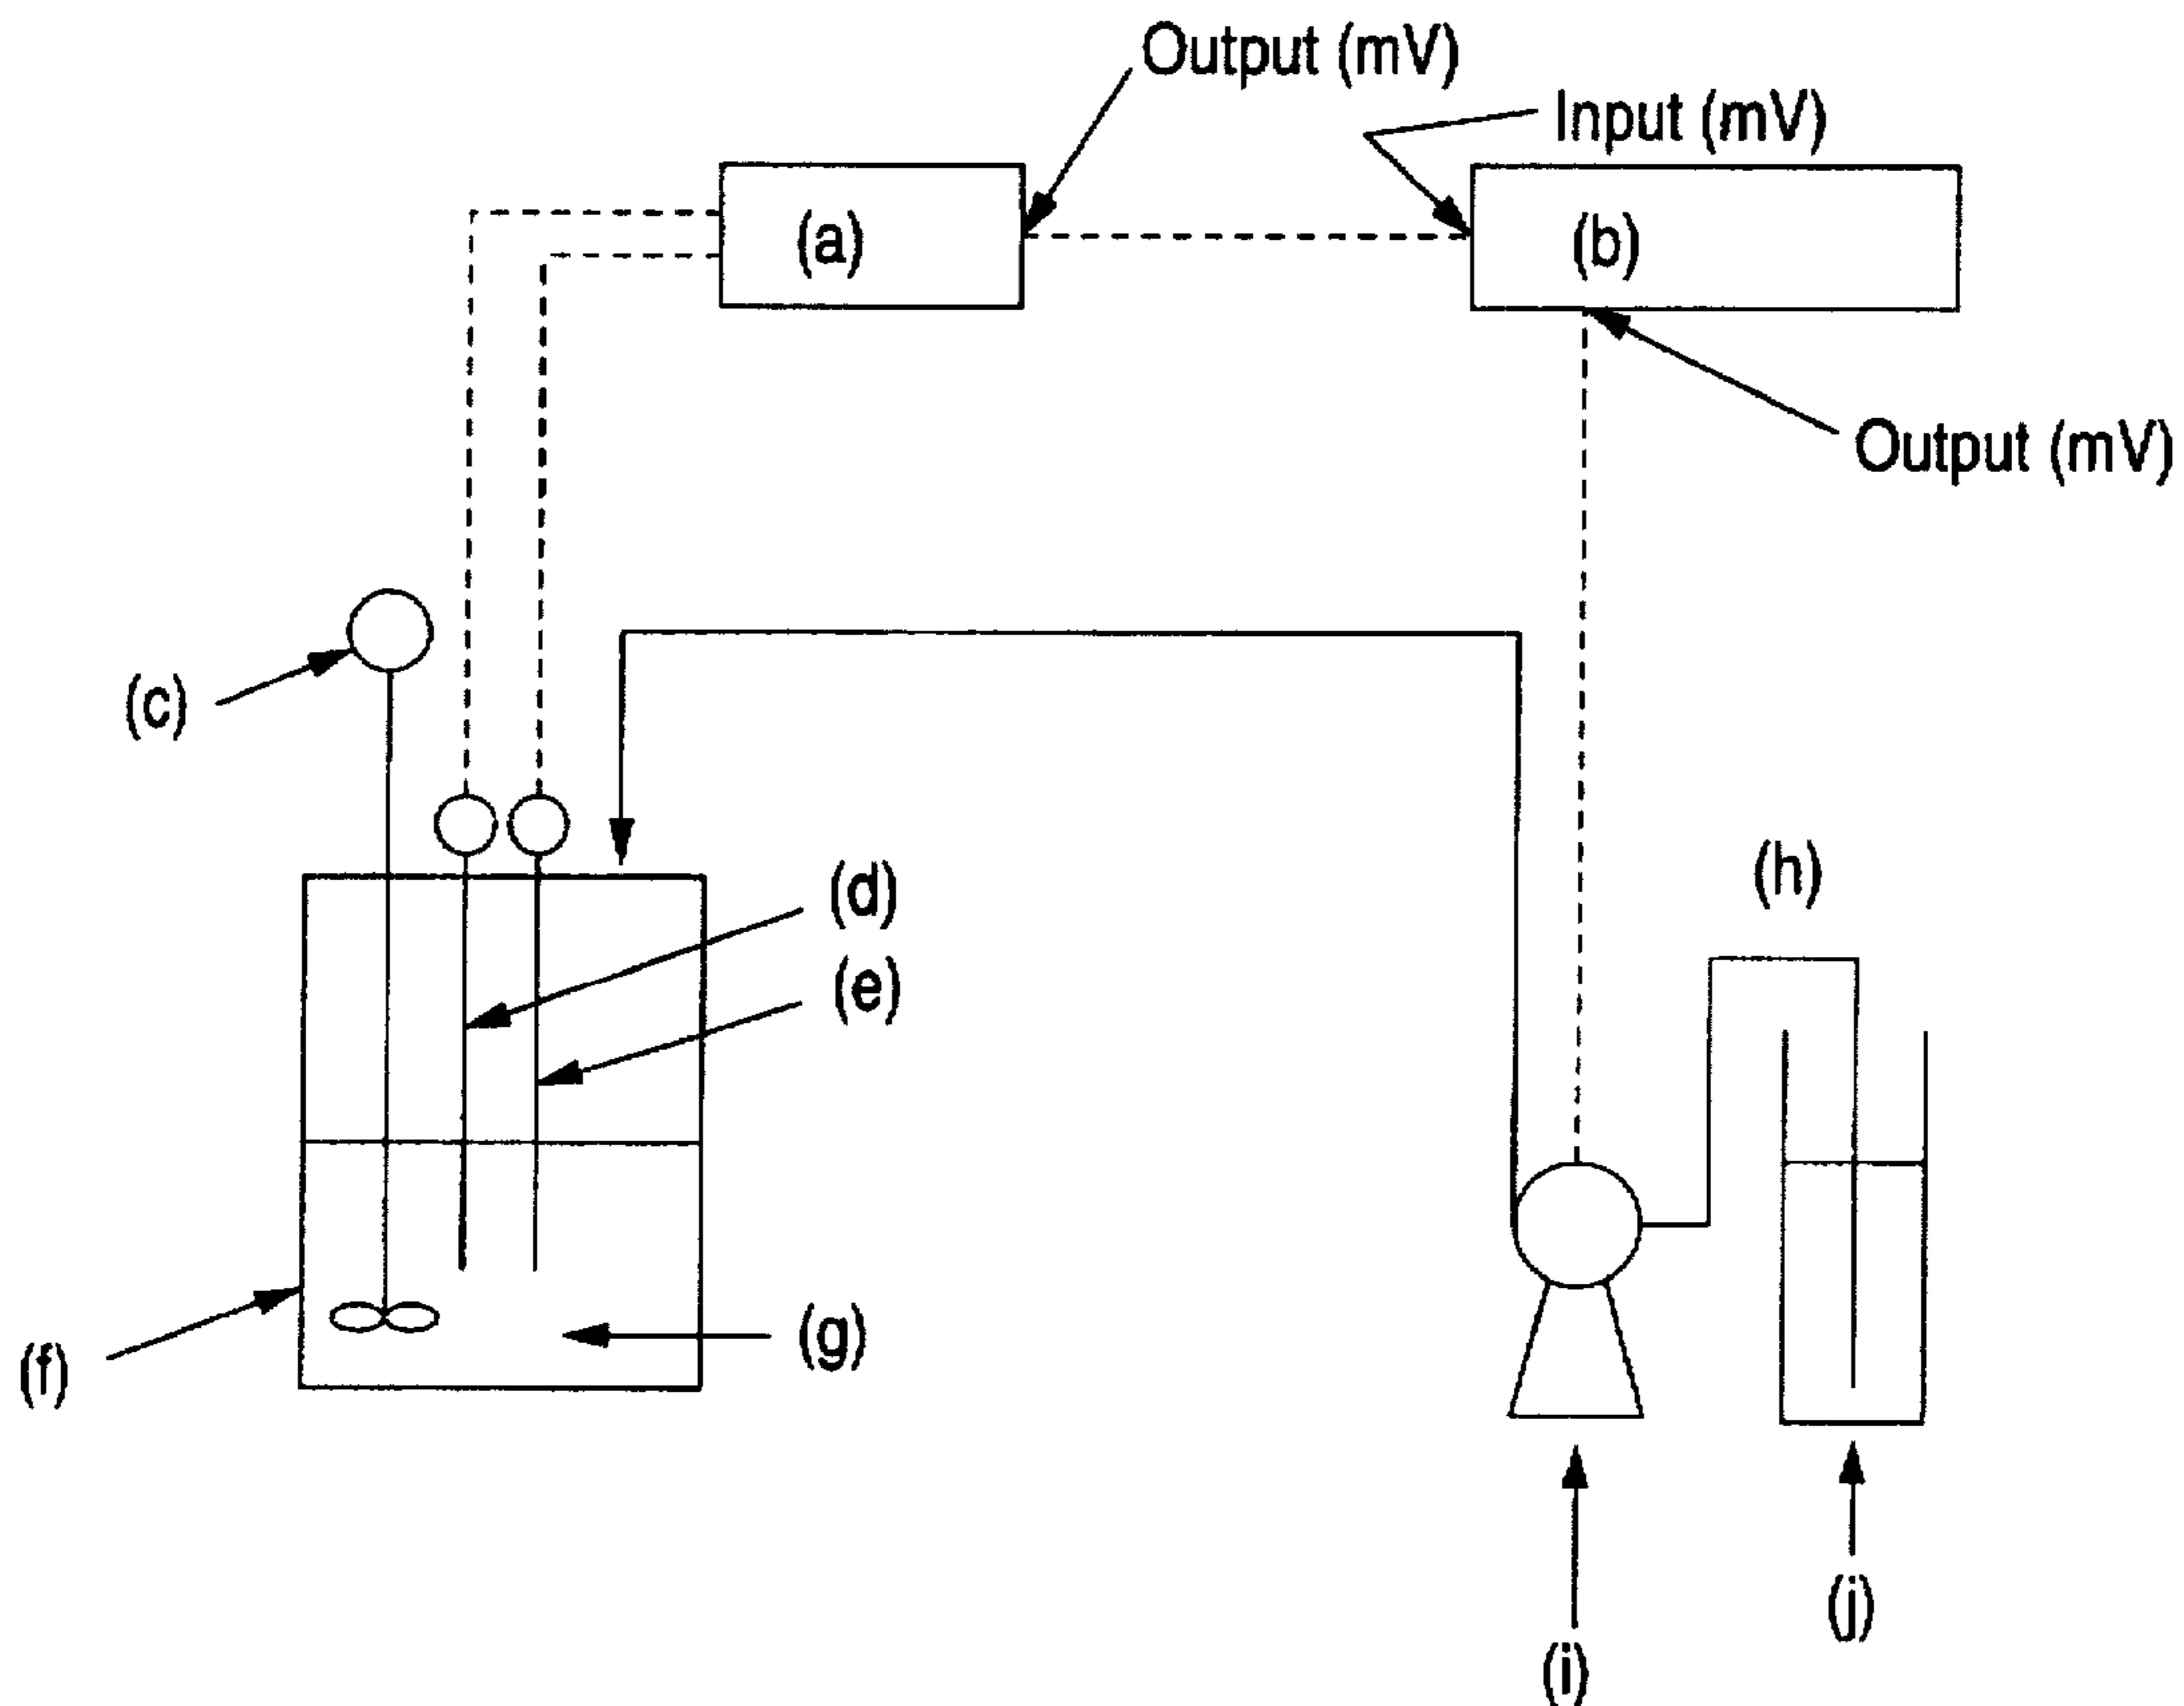 Output (mV)
Input (mV)
(a)
(b)
Output (mV)
(c)
(h)
(d)
(e)
(f)
(g)
(j)
(i)